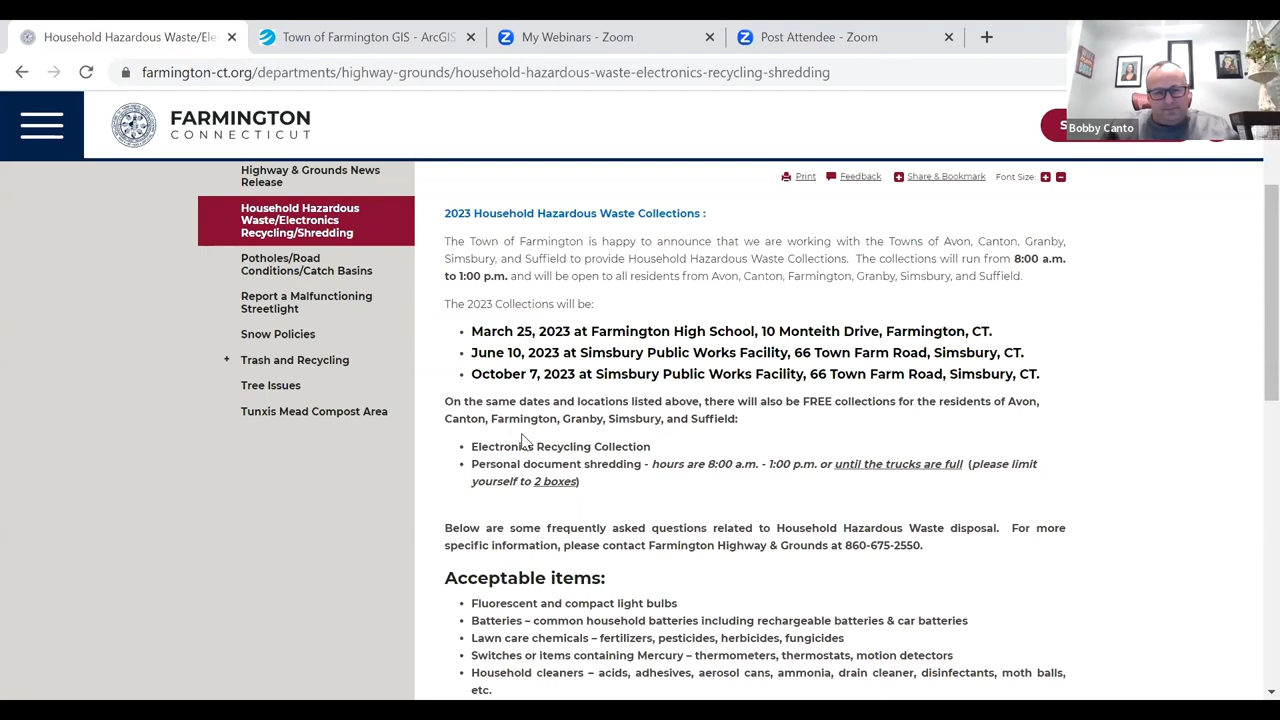 Household Hazardous Waste/Ele
Town of Farmington GIS - ArcGIS
My Webinars - Zoom
Post Attendee - Zoom
farmington-ct.org/departments/highway-grounds/household-hazardous-waste-electronics-recycling-shredding
FARMINGTON
CONNECTICUT
S
Bobby Canto
Highway & Grounds News
Release
Household Hazardous
Waste/Electronics
Recycling/Shredding
Potholes/Road
Conditions/Catch Basins
Report a Malfunctioning
Streetlight
Snow Policies
+ Trash and Recycling
Tree Issues
Tunxis Mead Compost Area
Print Feedback Share & Bookmark Font Size: + -
2023 Household Hazardous Waste Collections :
The Town of Farmington is happy to announce that we are working with the Towns of Avon, Canton, Granby,
Simsbury, and Suffield to provide Household Hazardous Waste Collections. The collections will run from 8:00 a.m.
to 1:00 p.m. and will be open to all residents from Avon, Canton, Farmington, Granby, Simsbury, and Suffield.
The 2023 Collections will be:
• March 25, 2023 at Farmington High School, 10 Monteith Drive, Farmington, CT.
• June 10, 2023 at Simsbury Public Works Facility, 66 Town Farm Road, Simsbury, CT.
• October 7, 2023 at Simsbury Public Works Facility, 66 Town Farm Road, Simsbury, CT.
On the same dates and locations listed above, there will also be FREE collections for the residents of Avon,
Canton, Farmington, Granby, Simsbury, and Suffield:
• Electronics Recycling Collection
• Personal document shredding - hours are 8:00 a.m. - 1:00 p.m. or until the trucks are full (please limit
yourself to 2 boxes)
Below are some frequently asked questions related to Household Hazardous Waste disposal. For more
specific information, please contact Farmington Highway & Grounds at 860-675-2550.
Acceptable items:
• Fluorescent and compact light bulbs
• Batteries – common household batteries including rechargeable batteries & car batteries
• Lawn care chemicals – fertilizers, pesticides, herbicides, fungicides
• Switches or items containing Mercury – thermometers, thermostats, motion detectors
• Household cleaners – acids, adhesives, aerosol cans, ammonia, drain cleaner, disinfectants, moth balls,
etc.